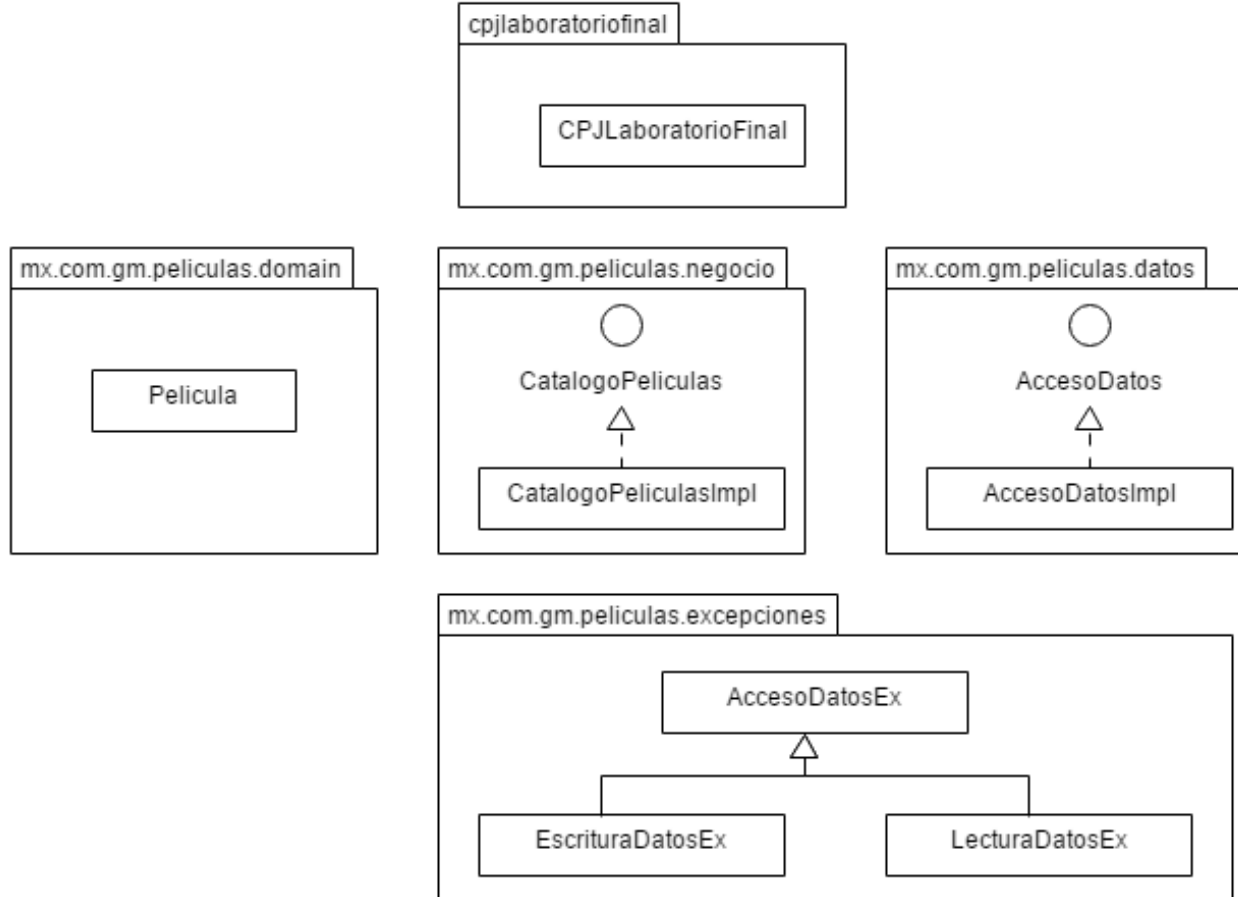 cpjlaboratoriofinal
CPJLaboratorioFinal
mx.com.gm.peliculas.domain
Pelicula
mx.com.gm.peliculas.negocio
CatalogoPeliculas
CatalogoPeliculasImpl
mx.com.gm.peliculas.datos
AccesoDatos
AccesoDatosImpl
mx.com.gm.peliculas.excepciones
AccesoDatosEx
EscrituraDatosEx
LecturaDatosEx